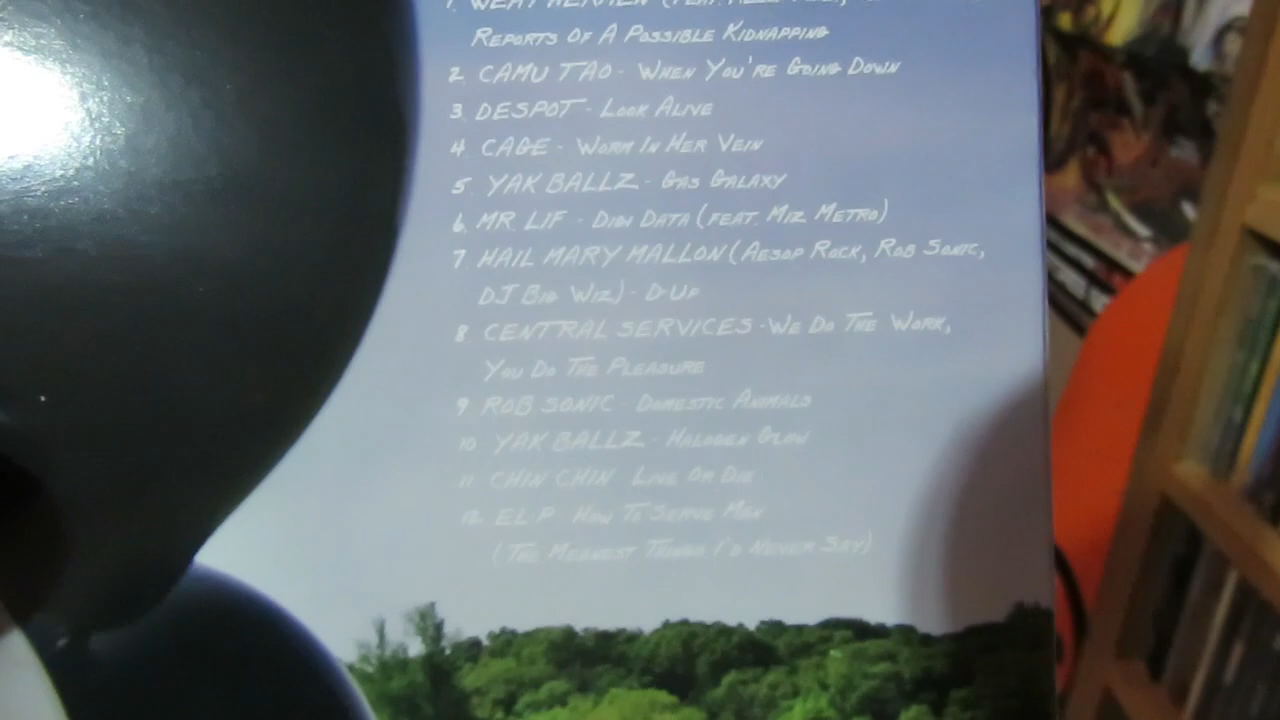 1. WEATHERMEN (FEAT.
REPORTS OF A POSSIBLE KIDNAPPING
2. CAMU TAO - WHEN YOU'RE GOING DOWN
3. DESPOT - LOOK ALIVE
4. CAGE - WORM IN HER VEIN
5. YAK BALLZ - GAS GALAXY
6. MR LIF - DIDI DATA (FEAT. MIZ METRO)
7. HAIL MARY MALLON (AESOP ROCK, ROB SONIC,
DJ BIG WIZ) - D-UP
8. CENTRAL SERVICES - WE DO THE WORK,
YOU DO THE PLEASURE
9. ROB SONIC - DOMESTIC ANIMALS
10. YAK BALLZ - HALOGEN GLOW
11. CHIN CHIN - LIVE OR DIE
12. EL P - HOW TO SERVE MAN
(THE MEANEST THINGS I'D NEVER SAY)